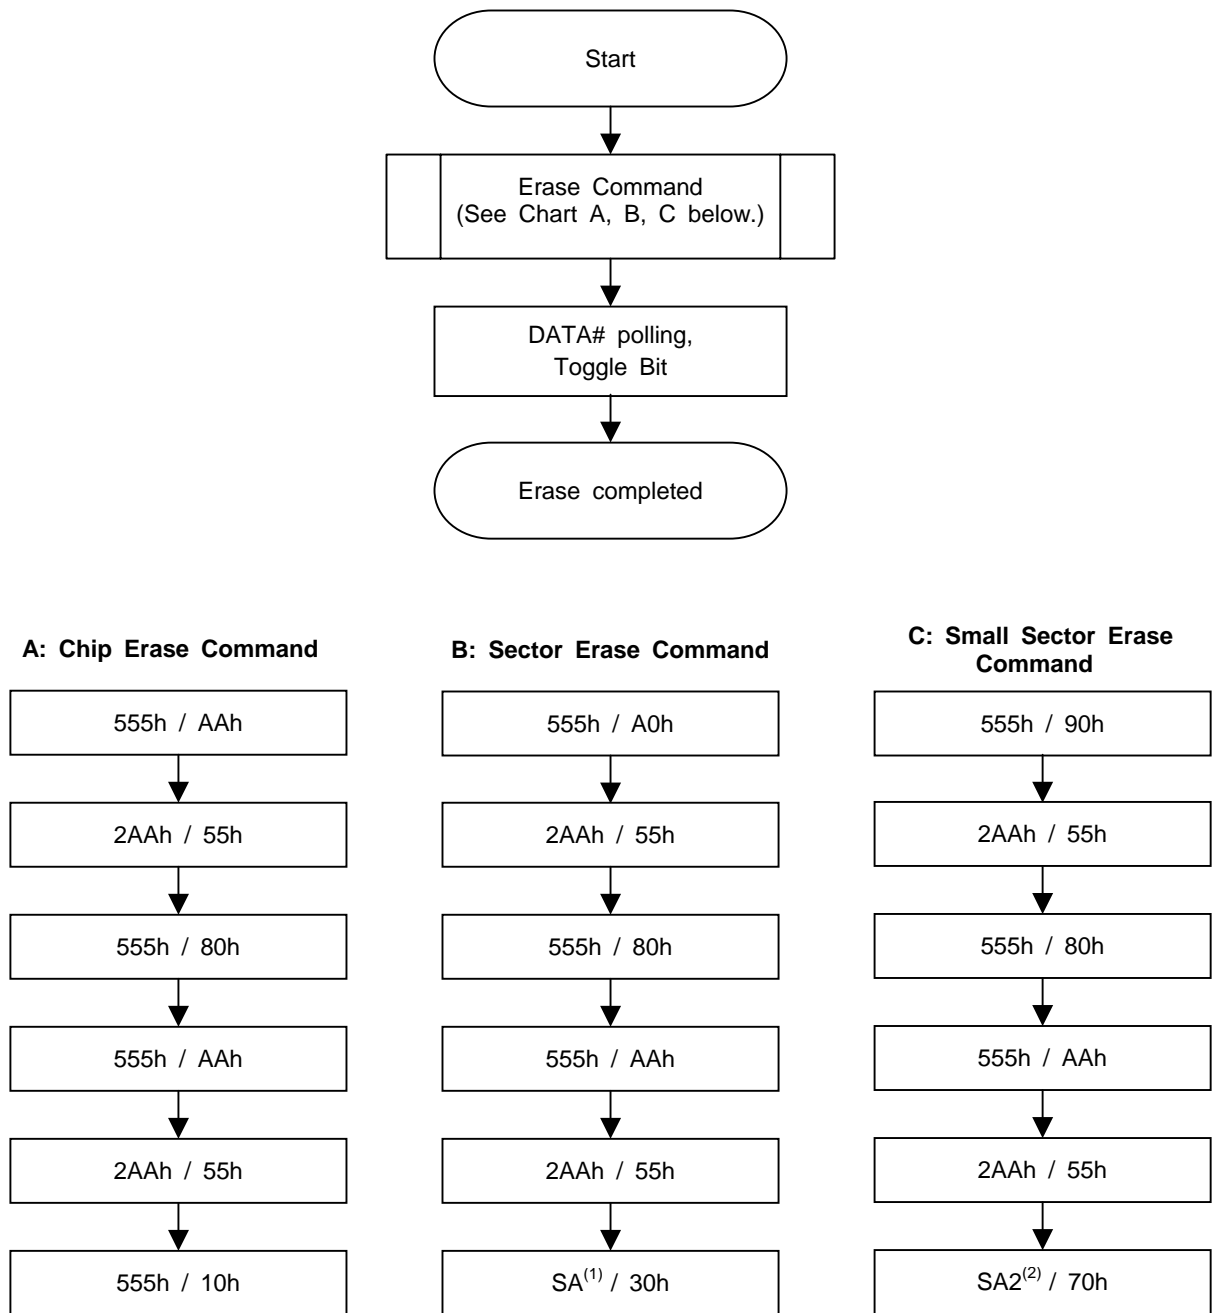 Start
Erase Command
(See Chart A, B, C below.)
DATA# polling,
Toggle Bit
Erase completed
A: Chip Erase Command
555h / AAh
2AAh / 55h
555h / 80h
555h / AAh
2AAh / 55h
555h / 10h
B: Sector Erase Command
555h / A0h
2AAh / 55h
555h / 80h
555h / AAh
2AAh / 55h
SA(1) / 30h
C: Small Sector Erase
Command
555h / 90h
2AAh / 55h
555h / 80h
555h / AAh
2AAh / 55h
SA2(2) / 70h